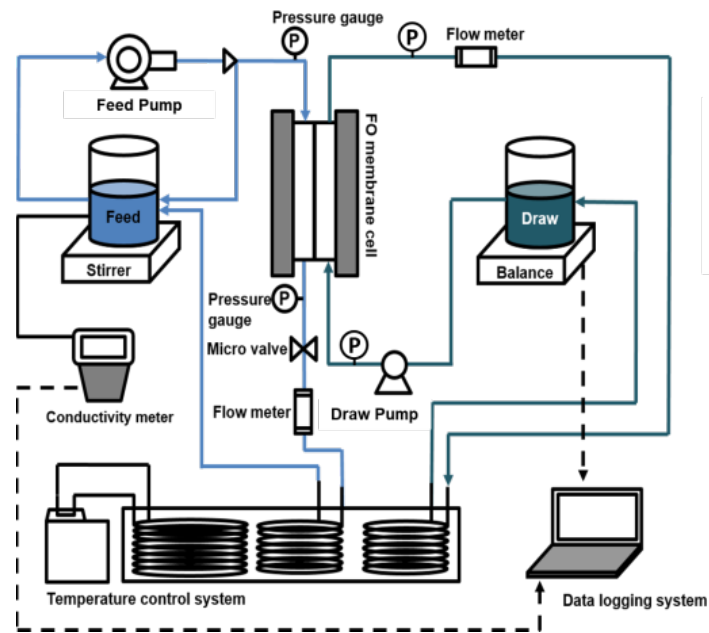 Pressure gauge
P
P
Flow meter
Feed Pump
FO membrane cell
Feed
Draw
Stirrer
Balance
Pressure
gauge
P
Micro valve
P
Flow meter
Draw Pump
Conductivity meter
Temperature control system
Data logging system